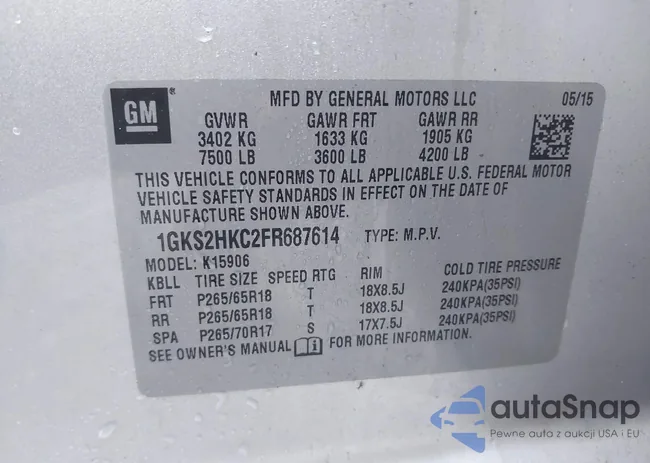 GM
MFD BY GENERAL MOTORS LLC 05/15
GVWR GAWR FRT GAWR RR
3402 KG 1633 KG 1905 KG
7500 LB 3600 LB 4200 LB
THIS VEHICLE CONFORMS TO ALL APPLICABLE U.S. FEDERAL MOTOR
VEHICLE SAFETY STANDARDS IN EFFECT ON THE DATE OF
MANUFACTURE SHOWN ABOVE.
1GKS2HKC2FR687614 TYPE: M.P.V.
MODEL: K15906
KBLL TIRE SIZE SPEED RTG RIM COLD TIRE PRESSURE
FRT P265/65R18 T 18X8.5J 240KPA(35PSI)
RR P265/65R18 T 18X8.5J 240KPA(35PSI)
SPA P265/70R17 S 17X7.5J 240KPA(35PSI)
SEE OWNER'S MANUAL i FOR MORE INFORMATION.
autaSnap
Pewne auta z aukcji USA i EU